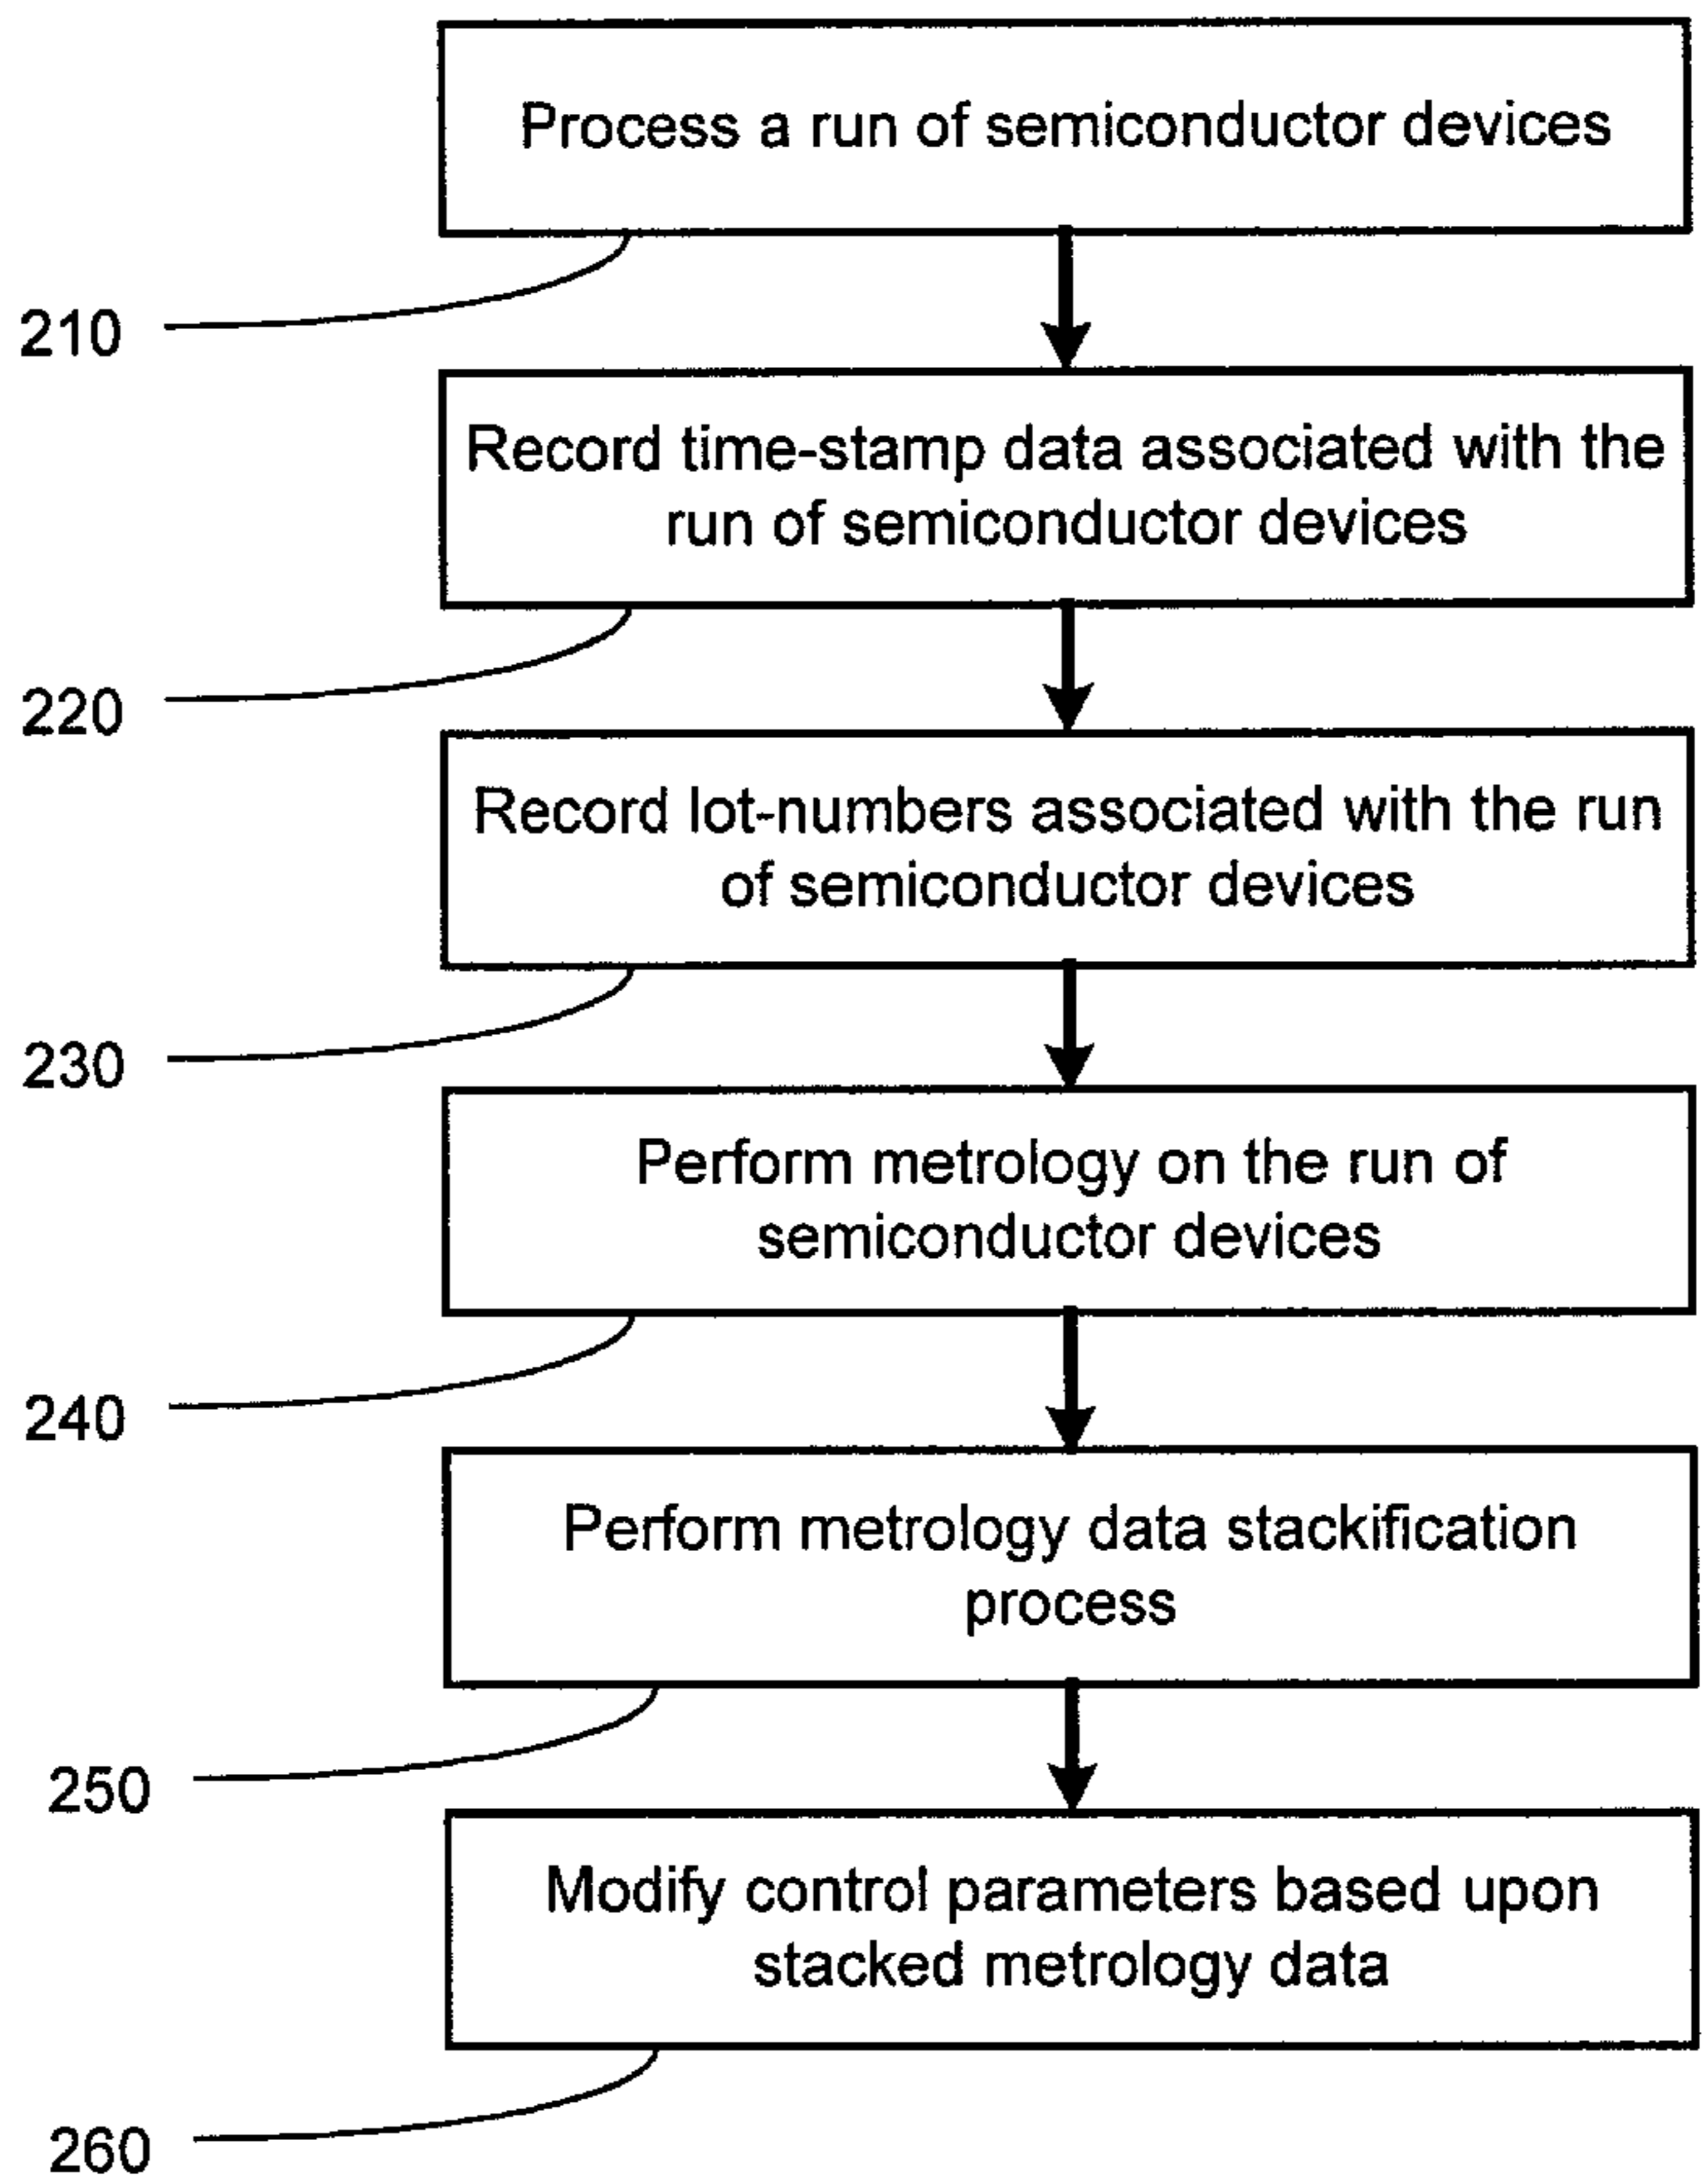 Process a run of semiconductor devices
210
Record time-stamp data associated with the
run of semiconductor devices
220
Record lot-numbers associated with the run
of semiconductor devices
230
Perform metrology on the run of
semiconductor devices
240
Perform metrology data stackification
process
250
Modify control parameters based upon
stacked metrology data
260